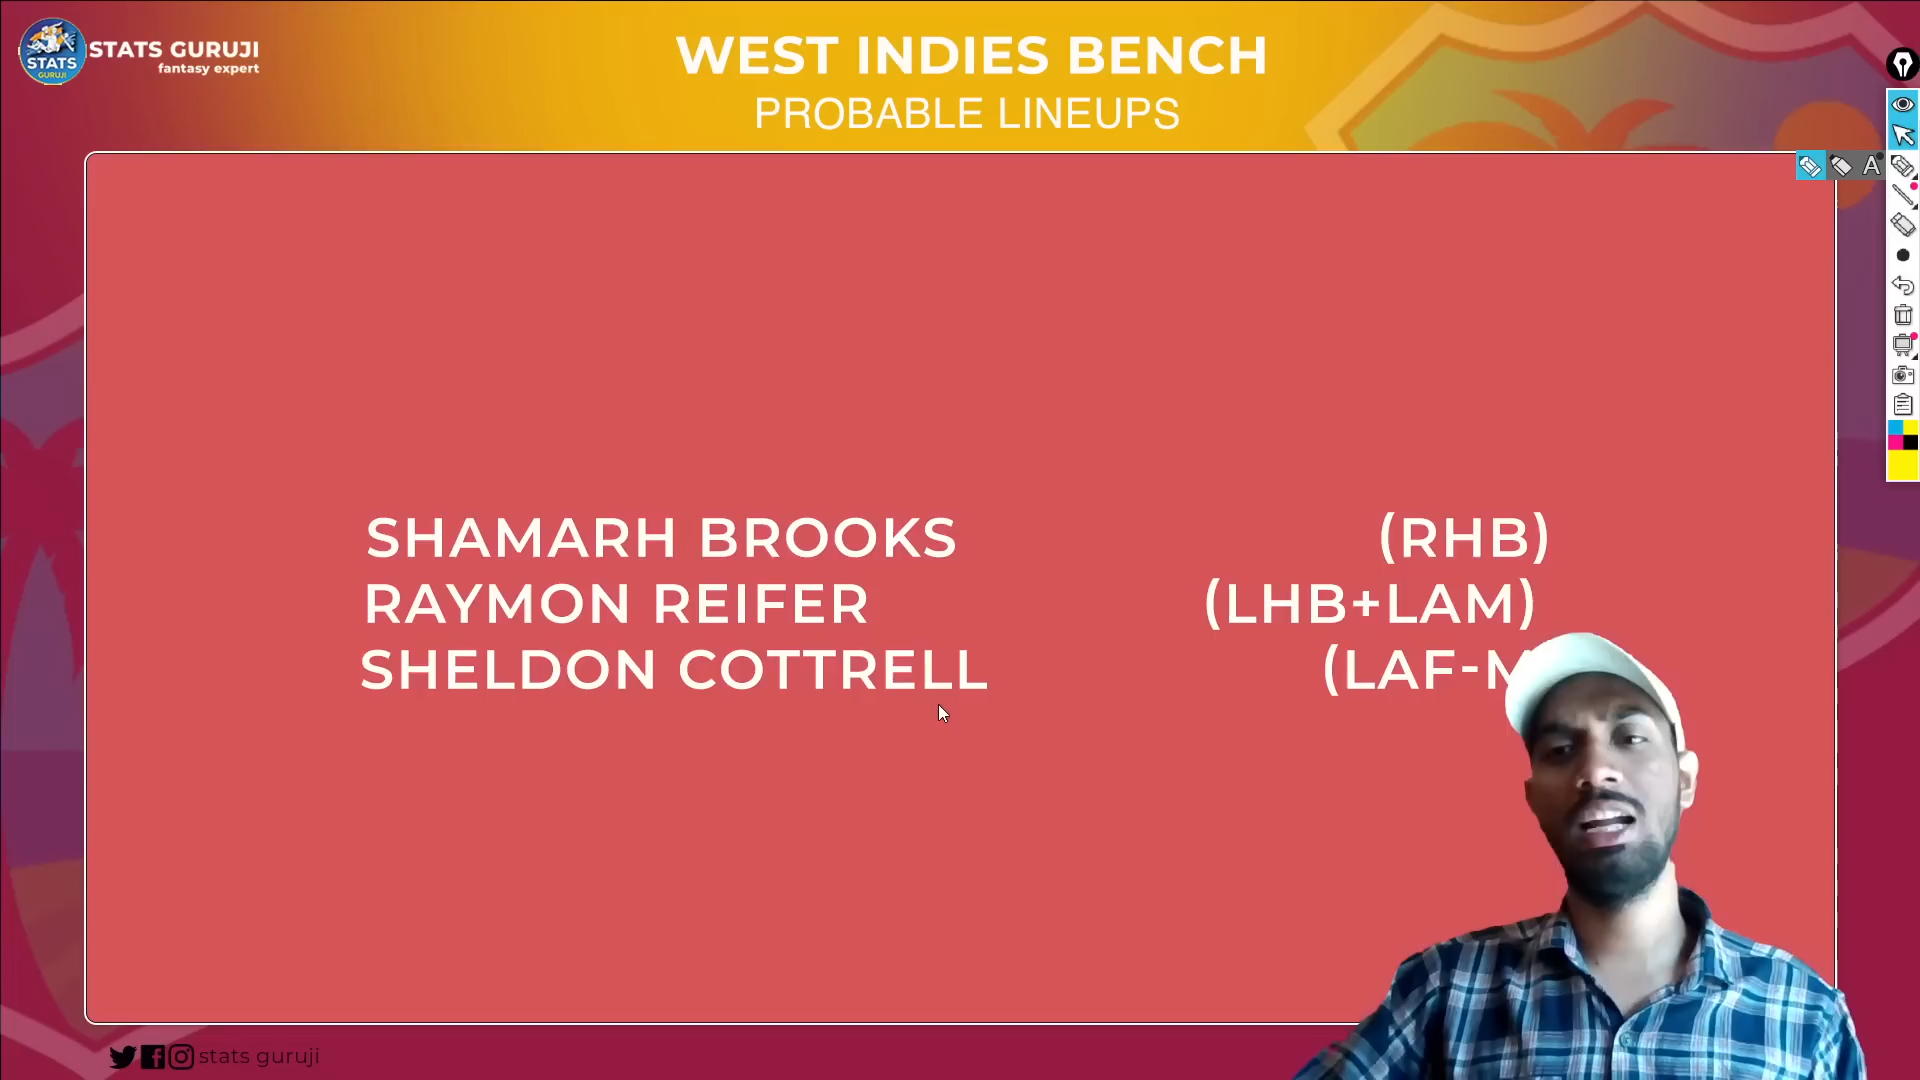 STATS GURUJI
fantasy expert
STATS
GURUJI
WEST INDIES BENCH
PROBABLE LINEUPS
A
SHAMARH BROOKS (RHB)
RAYMON REIFER (LHB+LAM)
SHELDON COTTRELL (LAF-M
stats guruji